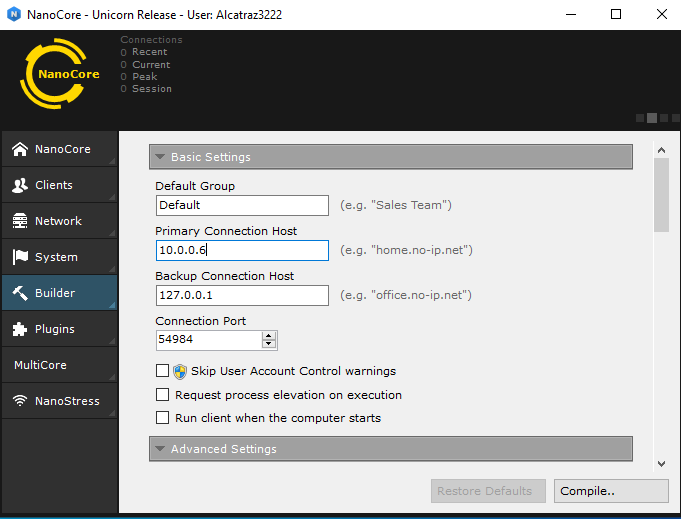 NanoCore - Unicorn Release - User: Alcatraz3222
NanoCore
Connections
0 Recent
0 Current
0 Peak
0 Session
NanoCore
Clients
Network
System
Builder
Plugins
MultiCore
NanoStress
Basic Settings
Default Group
Default (e.g. "Sales Team")
Primary Connection Host
10.0.0.6 (e.g. "home.no-ip.net")
Backup Connection Host
127.0.0.1 (e.g. "office.no-ip.net")
Connection Port
54984
Skip User Account Control warnings
Request process elevation on execution
Run client when the computer starts
Advanced Settings
Restore Defaults
Compile..